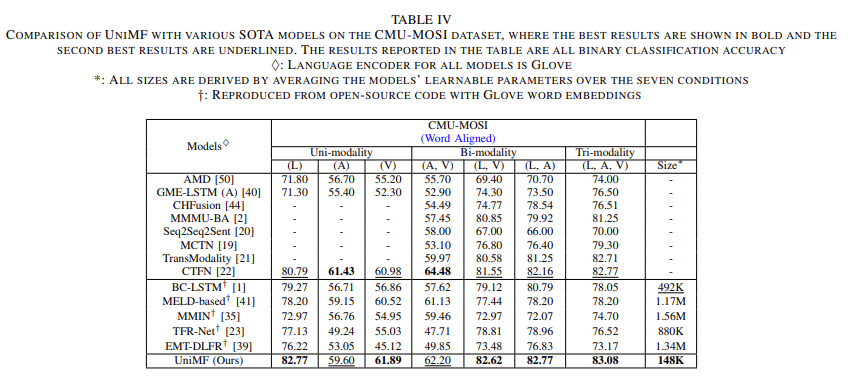 TABLE IV
COMPARISON OF UNIMF WITH VARIOUS SOTA MODELS ON THE CMU-MOSI DATASET, WHERE THE BEST RESULTS ARE SHOWN IN BOLD AND THE
SECOND BEST RESULTS ARE UNDERLINED. THE RESULTS REPORTED IN THE TABLE ARE ALL BINARY CLASSIFICATION ACCURACY
◊: LANGUAGE ENCODER FOR ALL MODELS IS GLOVE
*: ALL SIZES ARE DERIVED BY AVERAGING THE MODELS' LEARNABLE PARAMETERS OVER THE SEVEN CONDITIONS
†: REPRODUCED FROM OPEN-SOURCE CODE WITH GLOVE WORD EMBEDDINGS
CMU-MOSI
(Word Aligned)
Models◊
Uni-modality Bi-modality Tri-modality
(L) (A) (V) (A, V) (L, V) (L, A) (L, A, V) Size*
AMD [50] 71.80 56.70 55.20 55.70 69.40 70.70 74.00 -
GME-LSTM (A) [40] 71.30 55.40 52.30 52.90 74.30 73.50 76.50 -
CHFusion [44] - - - 54.49 74.77 78.54 76.51 -
MMMU-BA [2] - - - 57.45 80.85 79.92 81.25 -
Seq2Seq2Sent [20] - - - 58.00 67.00 66.00 70.00 -
MCTN [19] - - - 53.10 76.80 76.40 79.30 -
TransModality [21] - - - 59.97 80.58 81.25 82.71 -
CTFN [22] 80.79 61.43 60.98 64.48 81.55 82.16 82.77 -
BC-LSTM† [1] 79.27 56.71 56.86 57.62 79.12 80.79 78.05 492K
MELD-based† [41] 78.20 59.15 60.52 61.13 77.44 78.20 78.20 1.17M
MMIN† [35] 72.97 56.76 54.95 59.46 72.97 72.07 74.70 1.56M
TFR-Net† [23] 77.13 49.24 55.03 47.71 78.81 78.96 76.52 880K
EMT-DLFR† [39] 76.22 53.05 45.12 49.85 73.48 76.83 73.17 1.34M
UniMF (Ours) 82.77 59.60 61.89 62.20 82.62 82.77 83.08 148K